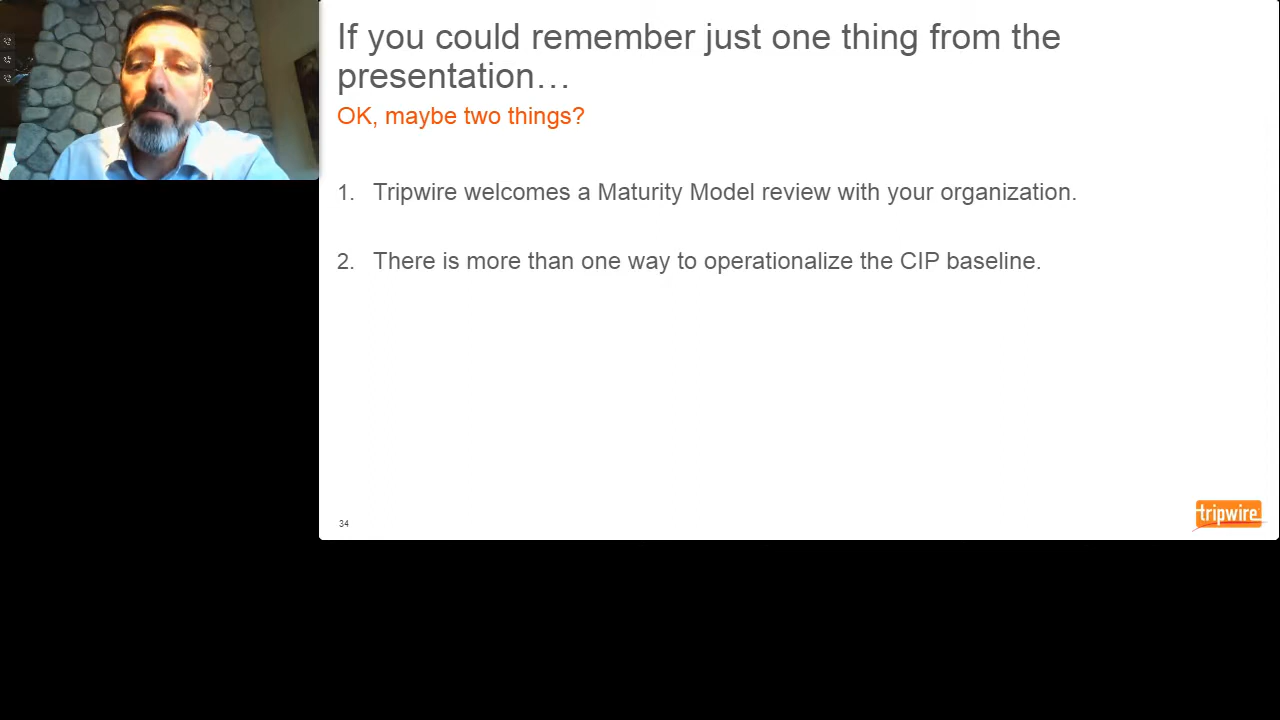 If you could remember just one thing from the
presentation…
OK, maybe two things?
1. Tripwire welcomes a Maturity Model review with your organization.
2. There is more than one way to operationalize the CIP baseline.
34
tripwire